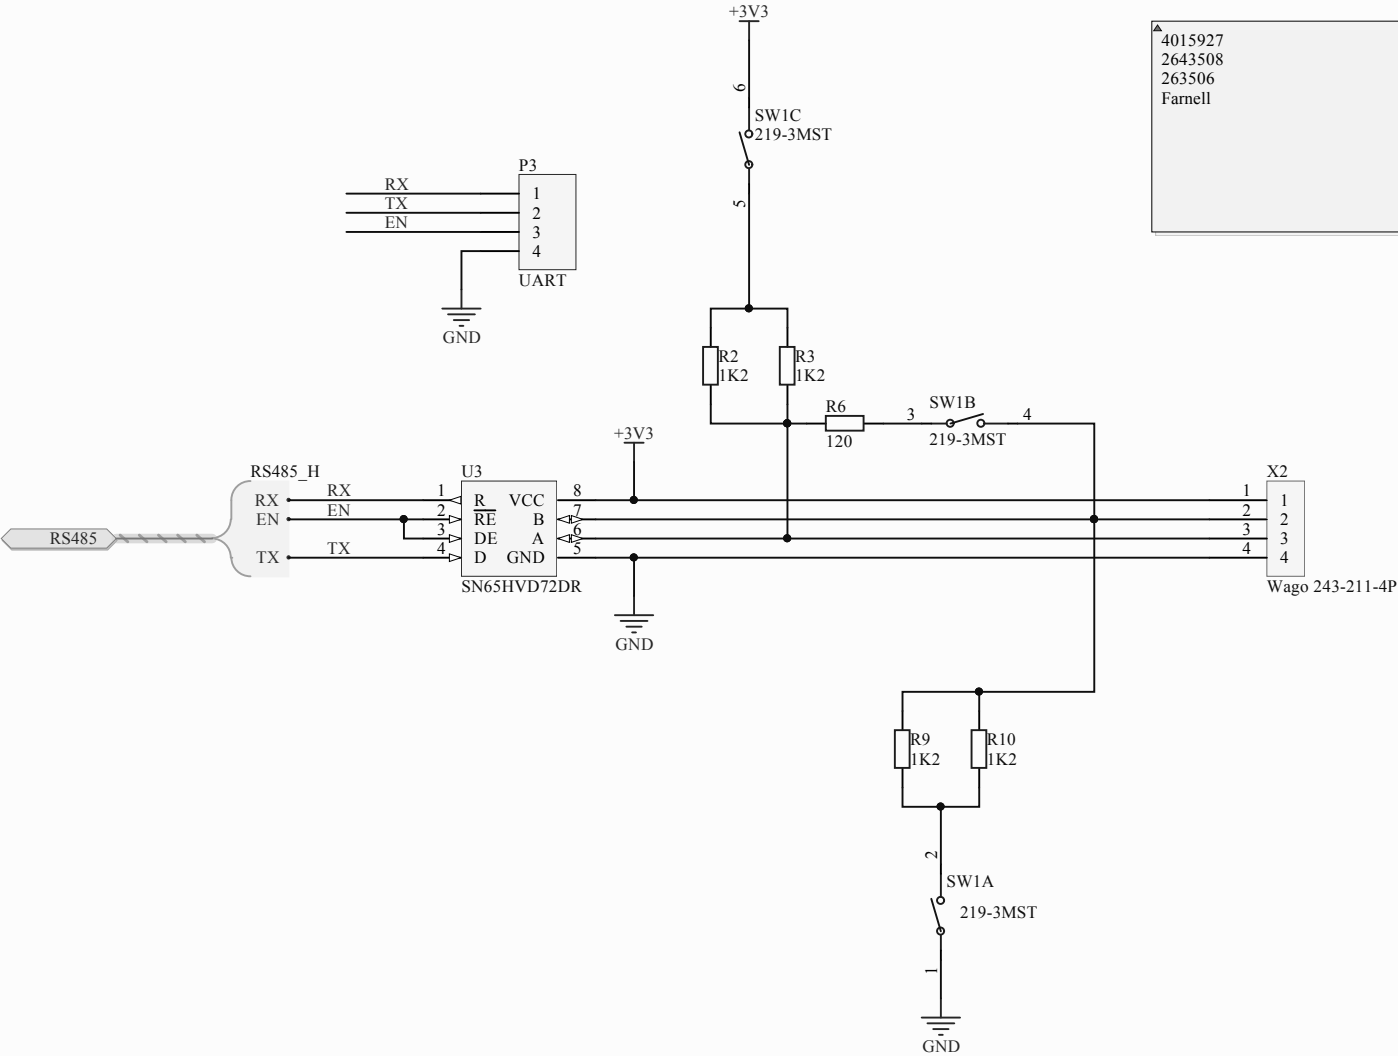 +3V3
4015927
2643508
263506
Farnell
6
SW1C
219-3MST
5
P3
RX
1
TX
2
EN
3
4
UART
GND
R2
1K2
R3
1K2
R6
120
3
SW1B
4
219-3MST
+3V3
RS485_H
U3
X2
RX
RX
1
R
VCC
8
1
1
EN
EN
2
RE
B
7
2
2
RS485
3
DE
A
6
3
3
TX
TX
4
D
GND
5
4
4
SN65HVD72DR
Wago 243-211-4P
GND
R9
1K2
R10
1K2
2
SW1A
219-3MST
1
GND